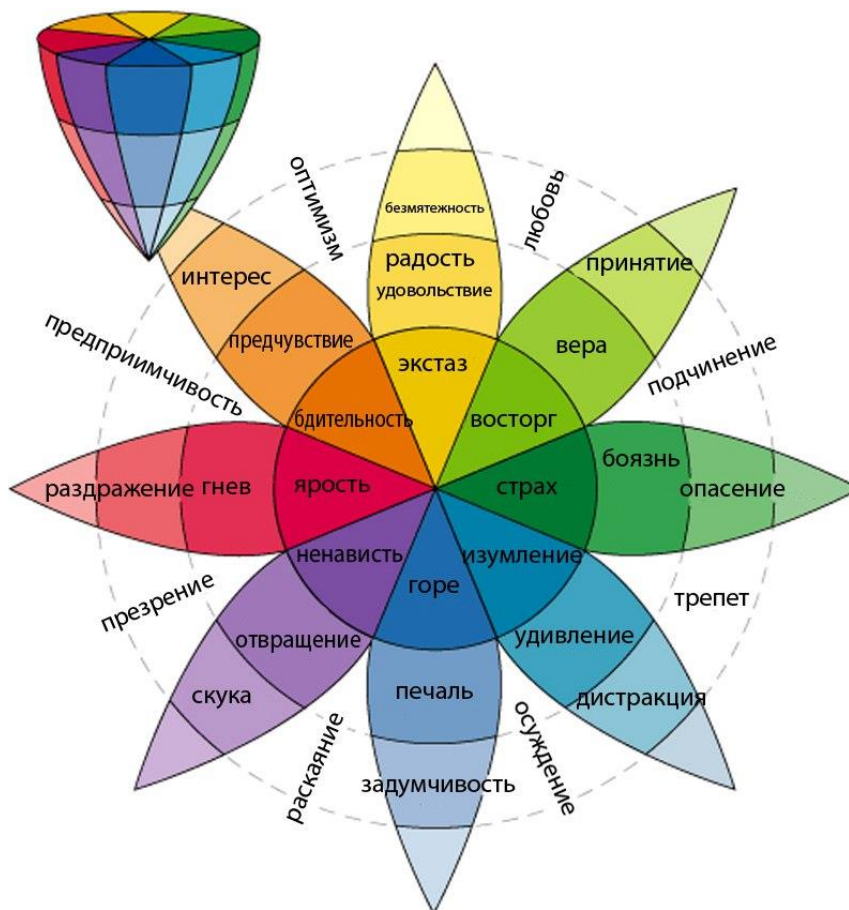 оптимизм
любовь
безмятежность
интерес
радость
принятие
удовольствие
предчувствие
вера
предприимчивость
экстаз
подчинение
бдительность
восторг
раздражение
гнев
ярость
страх
боязнь
опасение
ненависть
изумление
горе
презрение
трепет
отвращение
удивление
скука
печаль
дистракция
раскаяние
осуждение
задумчивость